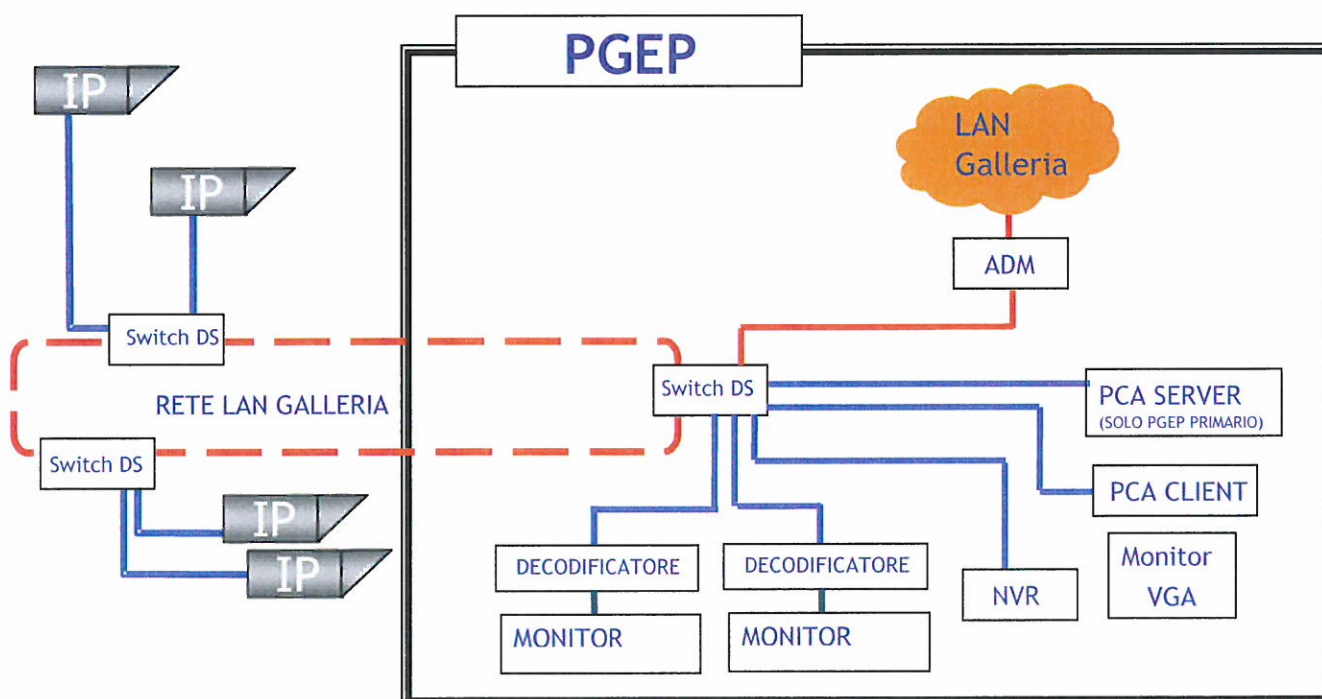 PGEP
IP
IP
LAN
Galleria
ADM
Switch DS
RETE LAN GALLERIA
Switch DS
Switch DS
PCA SERVER
(SOLO PGEP PRIMARIO)
PCA CLIENT
IP
IP
DECODIFICATORE
DECODIFICATORE
MONITOR
MONITOR
NVR
Monitor
VGA